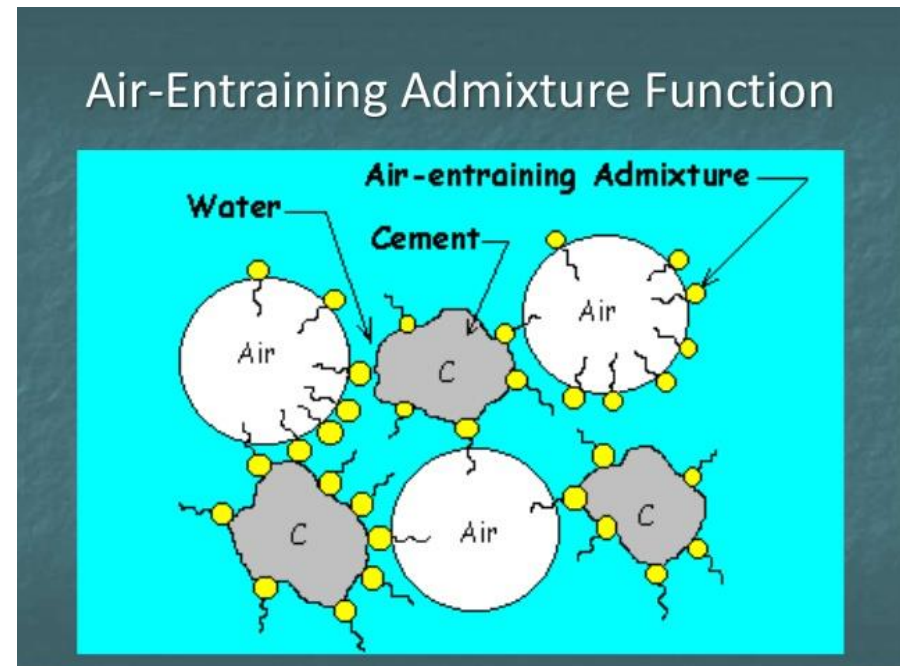 Air-Entraining Admixture Function
Air-entraining Admixture
Water
Cement
Air
Air
C
C
Air
C